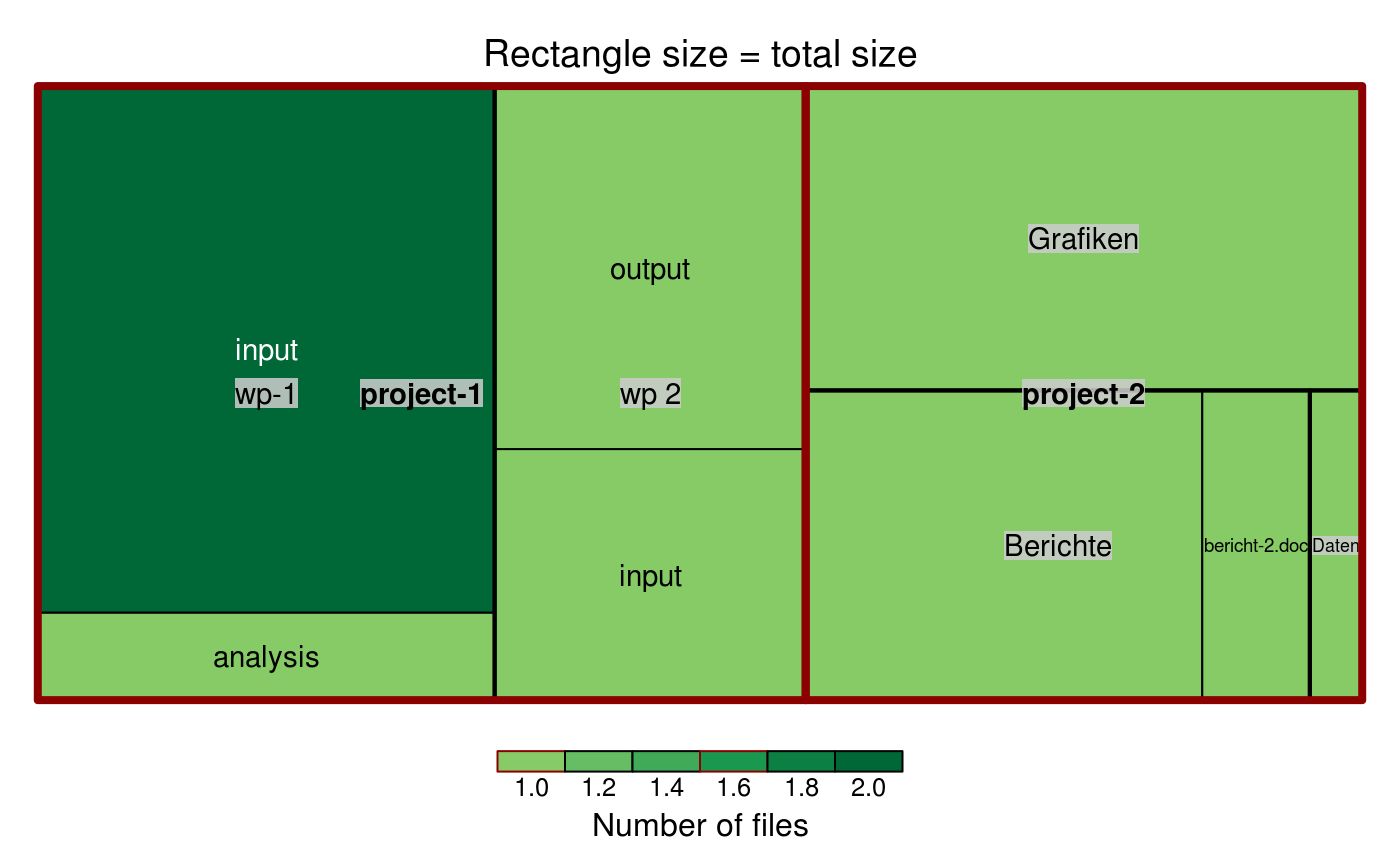 Rectangle size = total size
Grafiken
output
input
wp-1
project-1
wp 2
project-2
Berichte
bericht-2.doc
Daten
input
analysis
1.0 1.2 1.4 1.6 1.8 2.0
Number of files